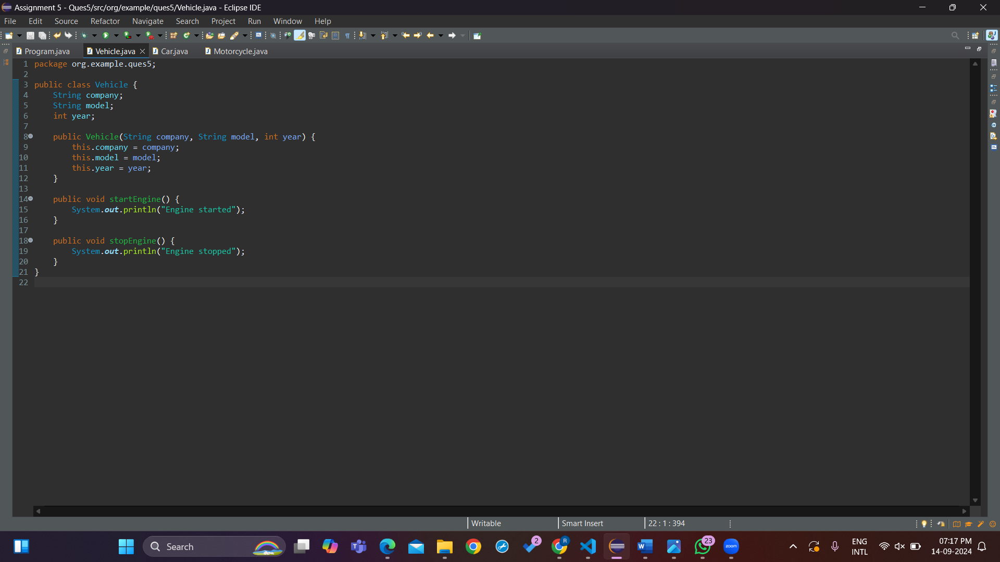 Assignment 5 - Ques5/src/org/example/ques5/Vehicle.java - Eclipse IDE
File Edit Source Refactor Navigate Search Project Run Window Help
Program.java Vehicle.java Car.java Motorcycle.java
1 package org.example.ques5;
2
3 public class Vehicle {
4 String company;
5 String model;
6 int year;
7
8 public Vehicle(String company, String model, int year) {
9 this.company = company;
10 this.model = model;
11 this.year = year;
12 }
13
14 public void startEngine() {
15 System.out.println("Engine started");
16 }
17
18 public void stopEngine() {
19 System.out.println("Engine stopped");
20 }
21 }
22
Writable Smart Insert 22 : 1 : 394
Search 2 R W 23 zoom ENG 07:17 PM
INTL 14-09-2024